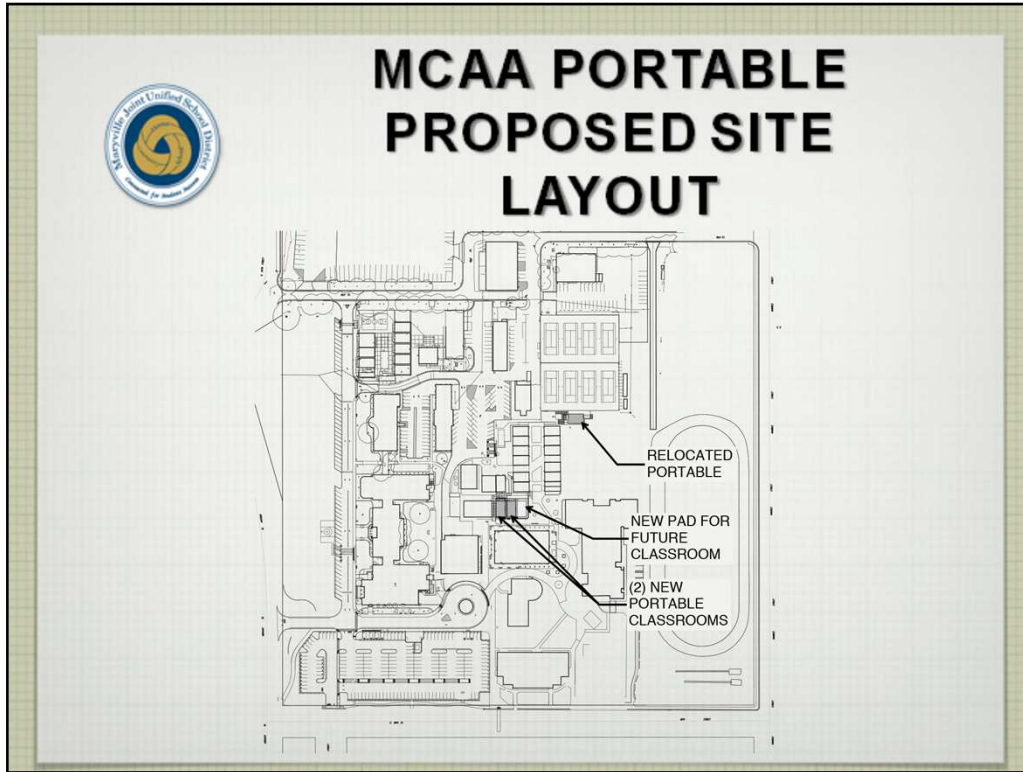 MCAA PORTABLE
PROPOSED SITE
LAYOUT
Maryville Joint Unified School District
RELOCATED
PORTABLE
NEW PAD FOR
FUTURE
CLASSROOM
(2) NEW
PORTABLE
CLASSROOMS